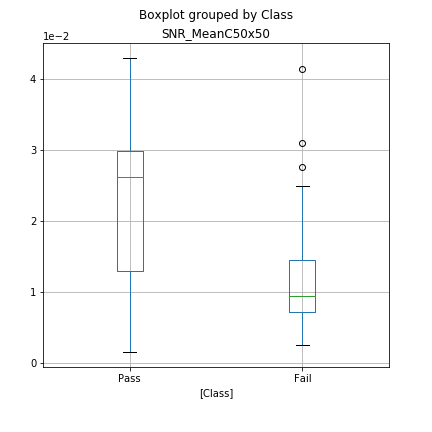 Boxplot grouped by Class
SNR_MeanC50x50
1e−2
4
3
2
1
0
Pass
Fail
[Class]